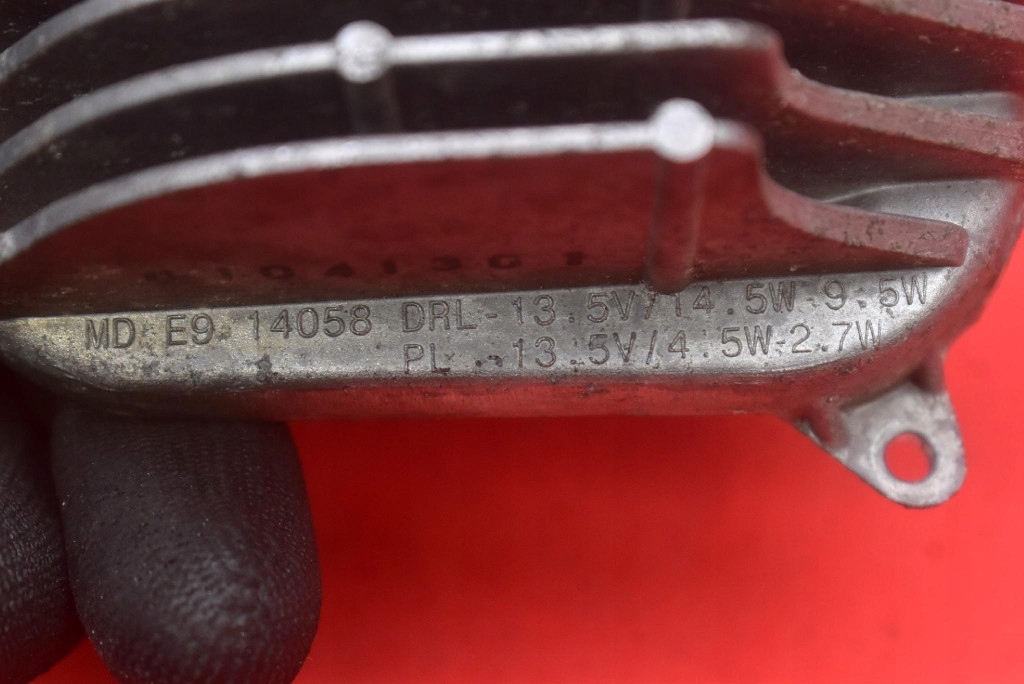 MD E9 14058 DRL-13.5V/14.5W-9.5W
PL .-13.5V/4.5W-2.7W